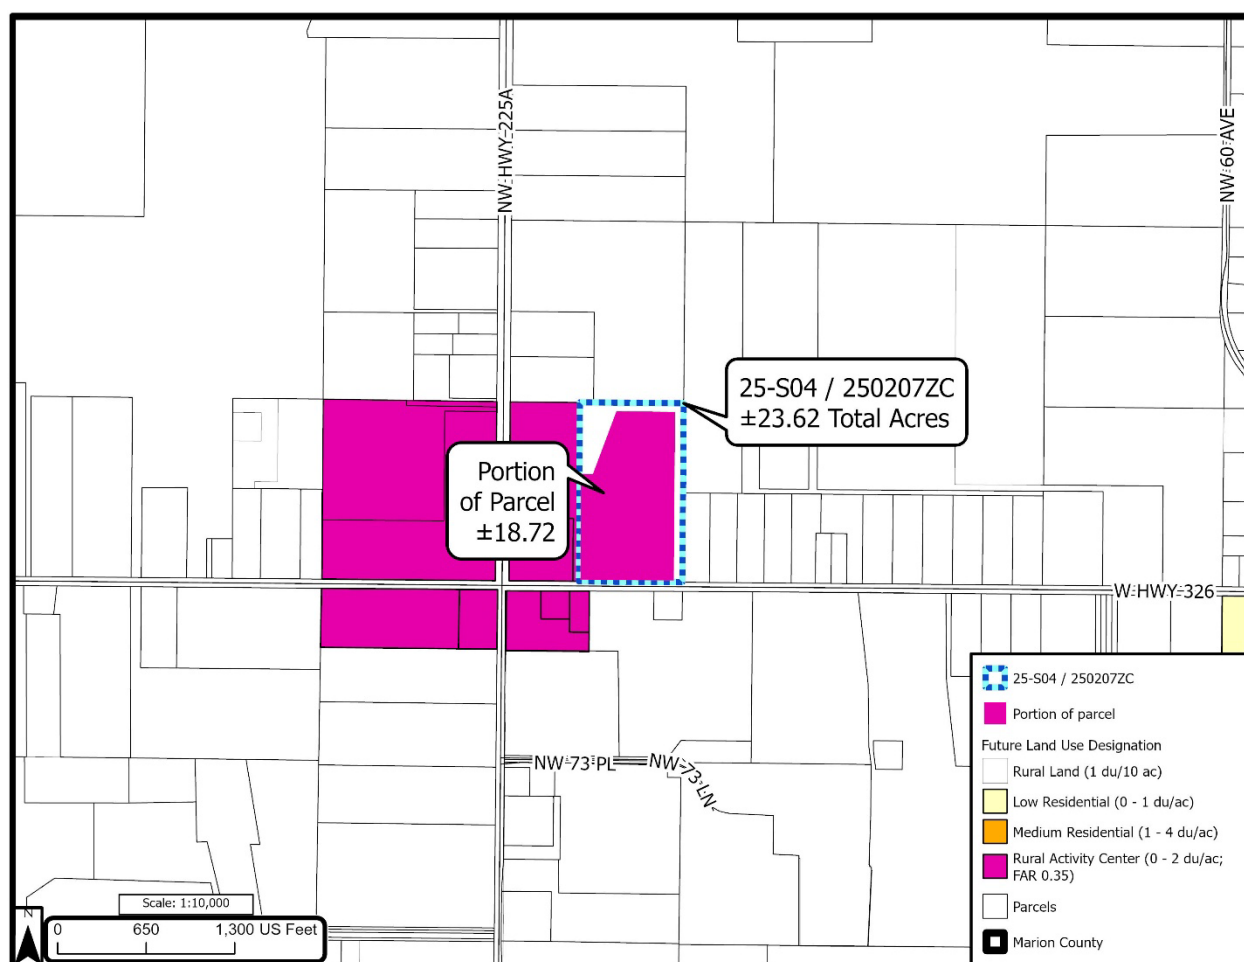 NW HWY 225A
NW 60 AVE
25-S04 / 250207ZC
±23.62 Total Acres
Portion
of Parcel
±18.72
W HWY 326
NW 73 PL
NW 73 LN
25-S04 / 250207ZC
Portion of parcel
Future Land Use Designation
Rural Land (1 du/10 ac)
Low Residential (0 - 1 du/ac)
Medium Residential (1 - 4 du/ac)
Rural Activity Center (0 - 2 du/ac;
FAR 0.35)
Parcels
Marion County
Scale: 1:10,000
N
0 650 1,300 US Feet